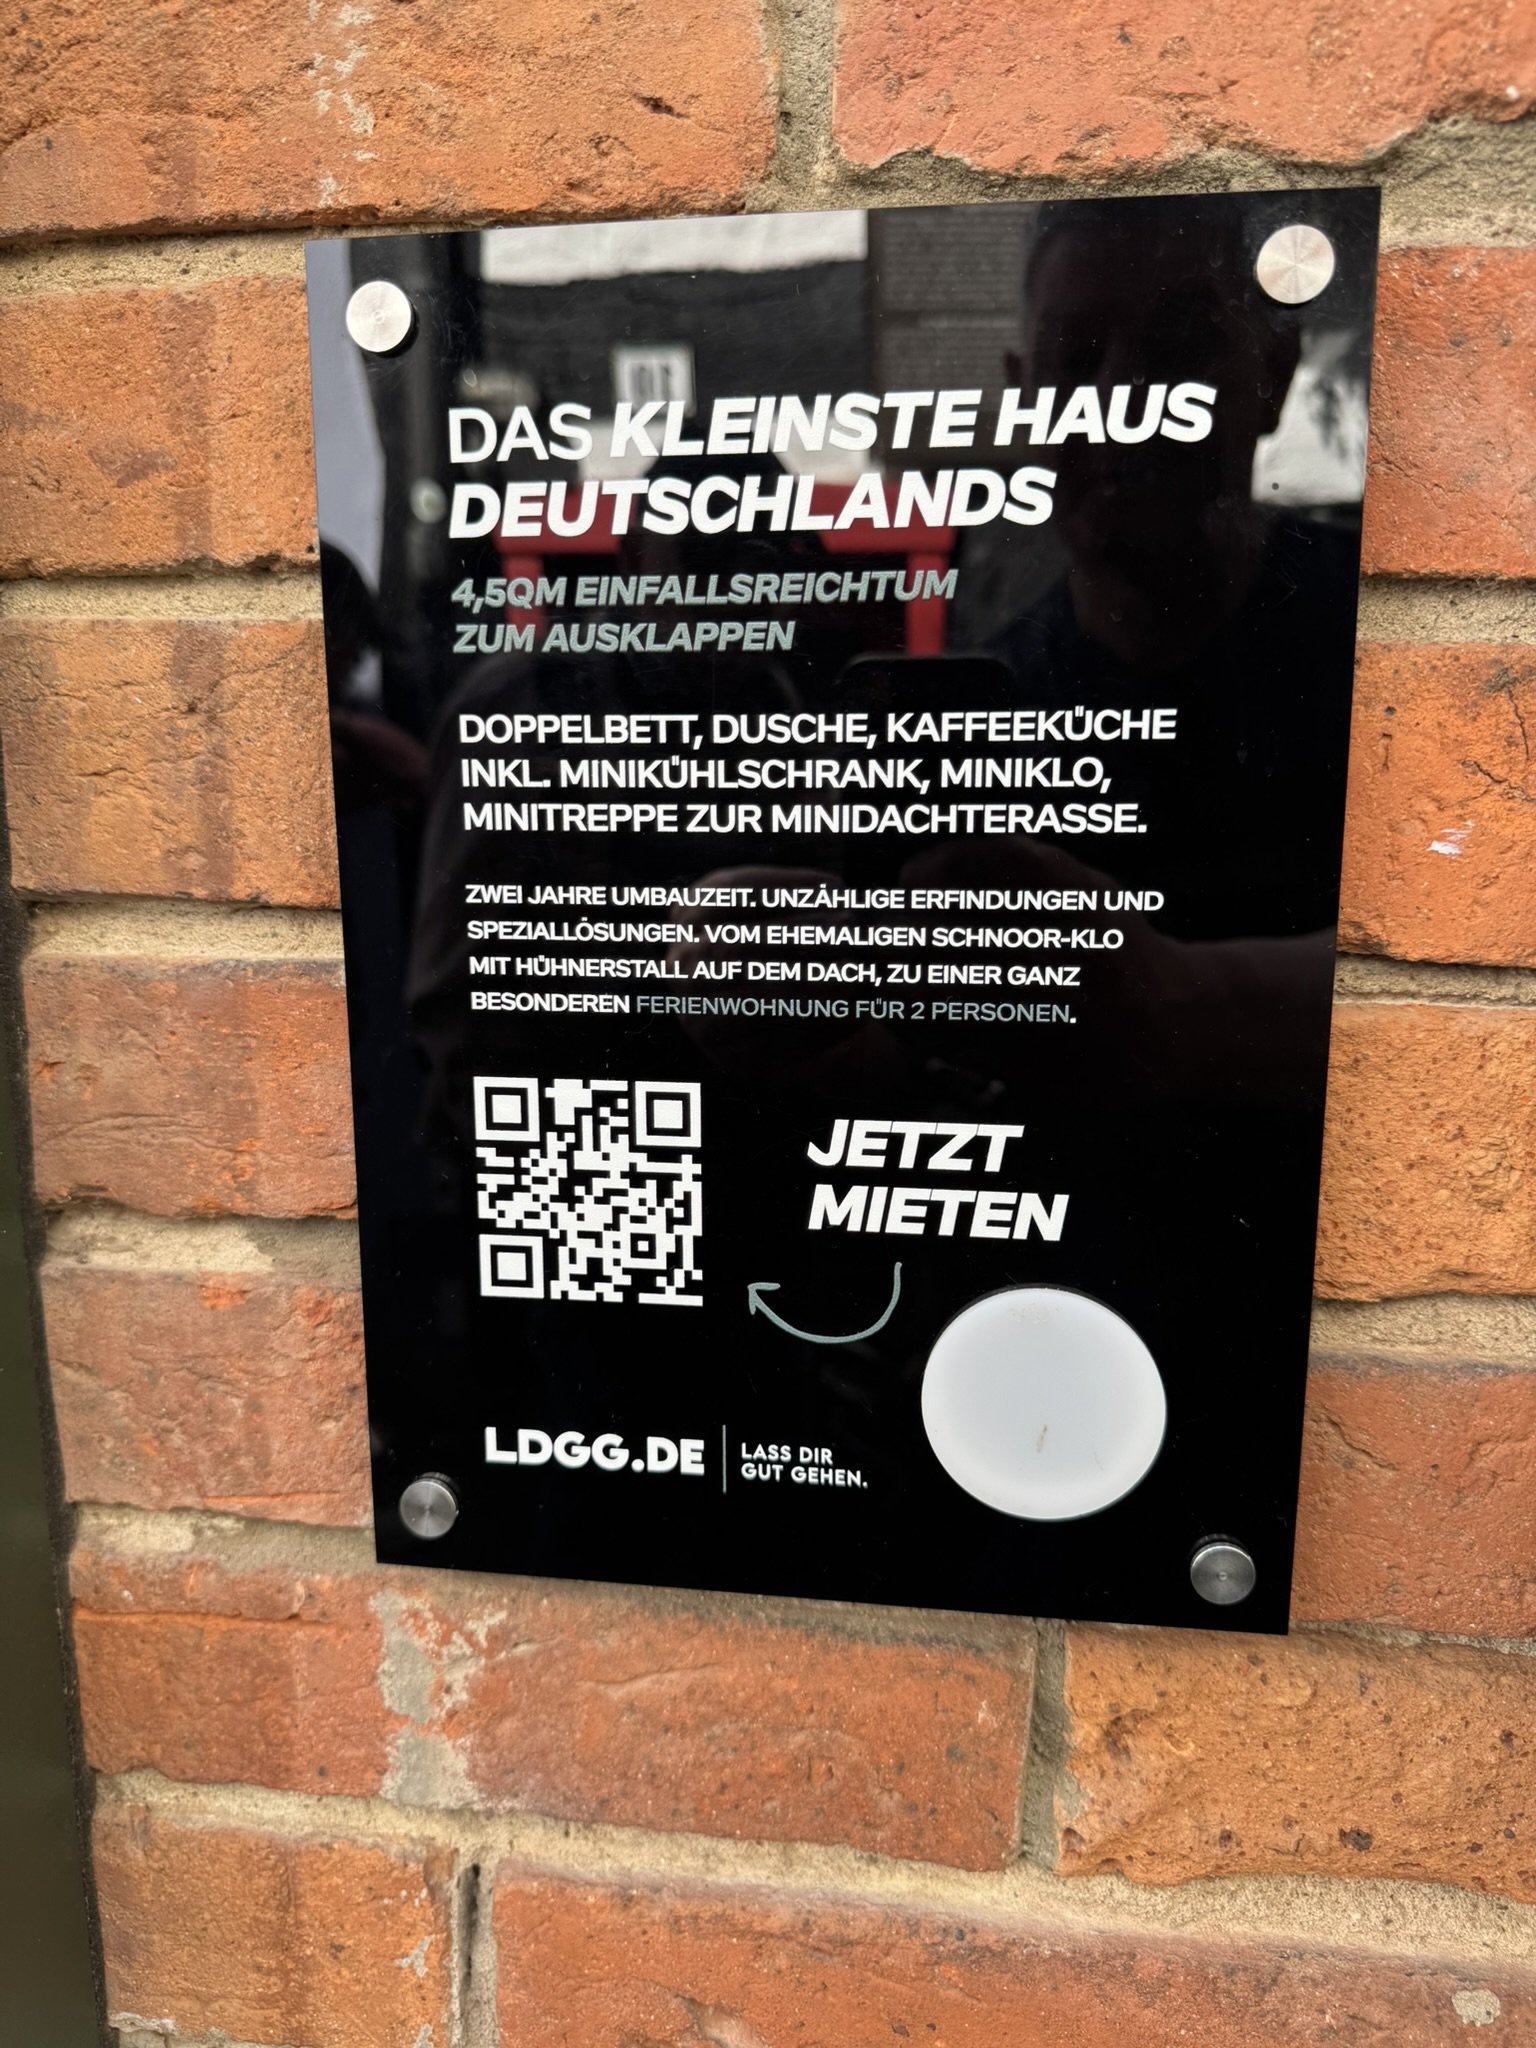 DAS KLEINSTE HAUS
DEUTSCHLANDS
4,5QM EINFALLSREICHTUM
ZUM AUSKLAPPEN
DOPPELBETT, DUSCHE, KAFFEEKÜCHE
INKL. MINIKÜHLSCHRANK, MINIKLO,
MINITREPPE ZUR MINIDACHTERASSE.
ZWEI JAHRE UMBAUZEIT. UNZÄHLIGE ERFINDUNGEN UND
SPEZIALLÖSUNGEN. VOM EHEMALIGEN SCHNOOR-KLO
MIT HÜHNERSTALL AUF DEM DACH, ZU EINER GANZ
BESONDEREN FERIENWOHNUNG FÜR 2 PERSONEN.
JETZT
MIETEN
LDGG.DE
LASS DIR
GUT GEHEN.